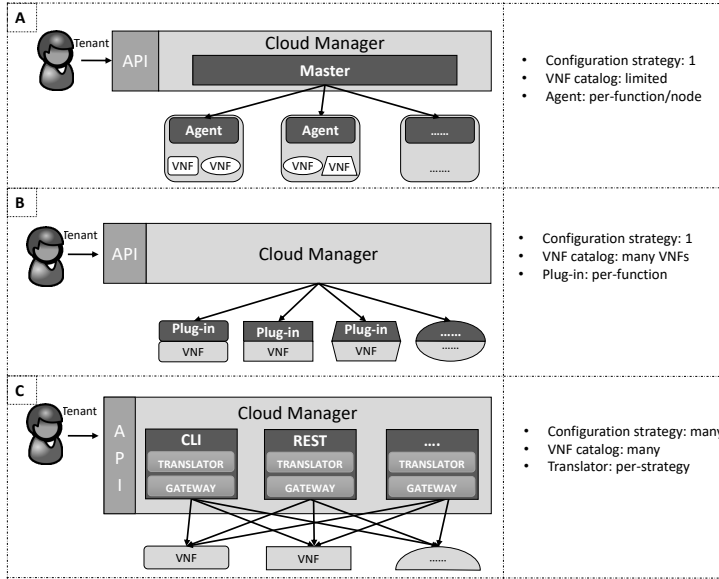 A
Tenant
API
Cloud Manager
Master
Agent
VNF
VNF
Agent
VNF
VNF
......
.......
• Configuration strategy: 1
• VNF catalog: limited
• Agent: per-function/node
B
Tenant
API
Cloud Manager
Plug-in
VNF
Plug-in
VNF
Plug-in
VNF
......
......
• Configuration strategy: 1
• VNF catalog: many VNFs
• Plug-in: per-function
C
Tenant
A
P
I
Cloud Manager
CLI
TRANSLATOR
GATEWAY
REST
TRANSLATOR
GATEWAY
....
TRANSLATOR
GATEWAY
VNF
VNF
......
• Configuration strategy: many
• VNF catalog: many
• Translator: per-strategy